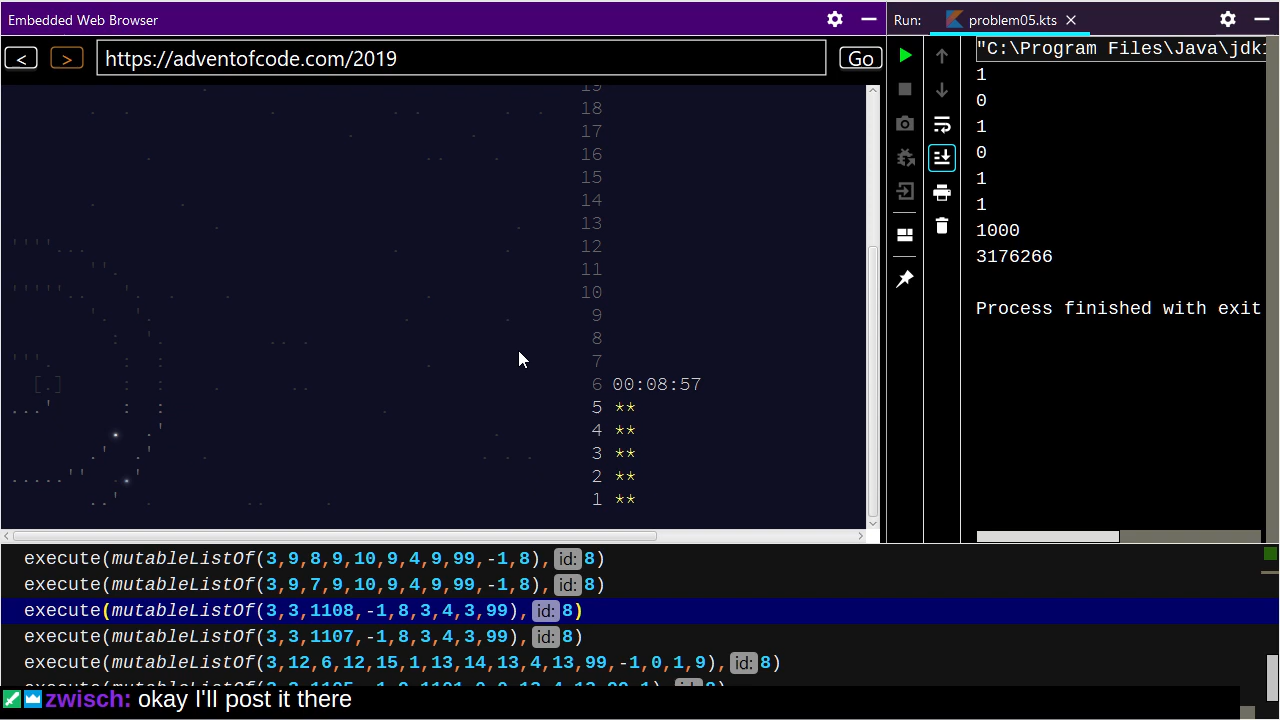 Embedded Web Browser
Run: problem05.kts
< > https://adventofcode.com/2019 Go
"C:\Program Files\Java\jdk1
1
0
1
0
1
1
1000
3176266
Process finished with exit
19
18
17
16
15
14
13
12
11
10
9
8
7
6 00:08:57
5 **
4 **
3 **
2 **
1 **
execute(mutableListOf(3,9,8,9,10,9,4,9,99,-1,8), id: 8)
execute(mutableListOf(3,9,7,9,10,9,4,9,99,-1,8), id: 8)
execute(mutableListOf(3,3,1108,-1,8,3,4,3,99), id: 8)
execute(mutableListOf(3,3,1107,-1,8,3,4,3,99), id: 8)
execute(mutableListOf(3,12,6,12,15,1,13,14,13,4,13,99,-1,0,1,9), id: 8)
zwisch: okay I'll post it there